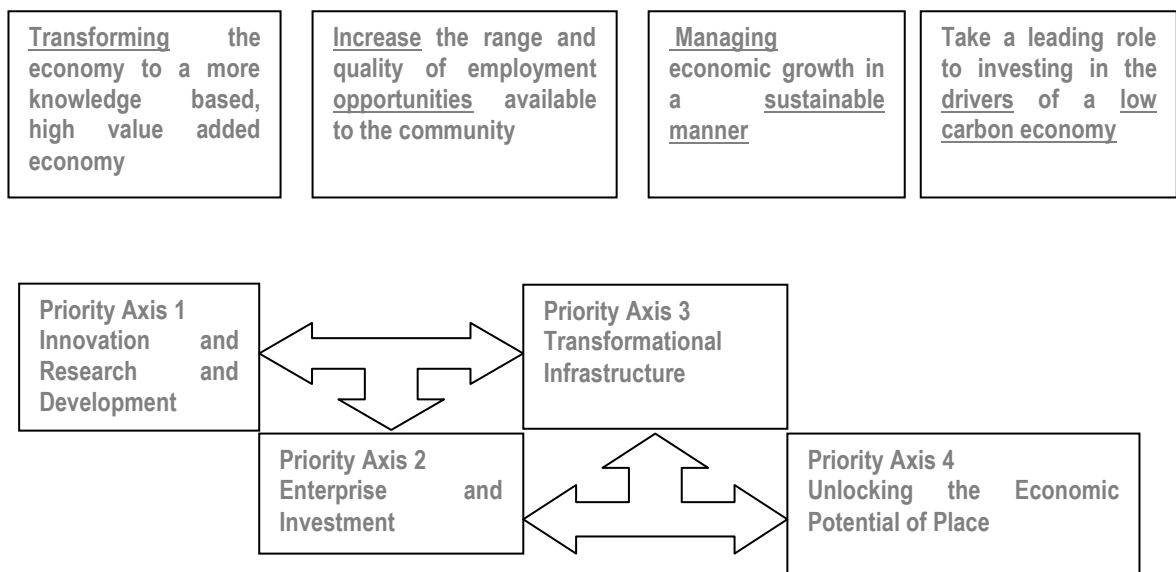 Transforming the
economy to a more
knowledge based,
high value added
economy
Increase the range and
quality of employment
opportunities available
to the community
Managing
economic growth in
a sustainable
manner
Take a leading role
to investing in the
drivers of a low
carbon economy
Priority Axis 1
Innovation and
Research and
Development
Priority Axis 3
Transformational
Infrastructure
Priority Axis 2
Enterprise and
Investment
Priority Axis 4
Unlocking the Economic
Potential of Place